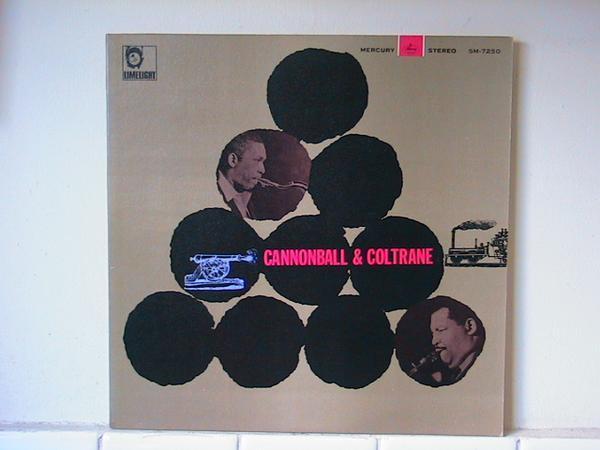 LIMELIGHT
MERCURY STEREO SM-7250
CANNONBALL & COLTRANE